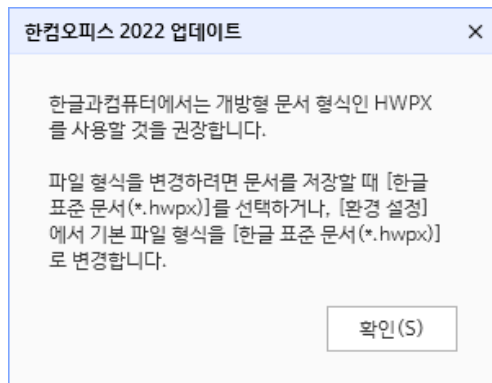 한컴오피스 2022 업데이트
한글과컴퓨터에서는 개방형 문서 형식인 HWPX
를 사용할 것을 권장합니다.
파일 형식을 변경하려면 문서를 저장할 때 [한글
표준 문서(*.hwpx)]를 선택하거나, [환경 설정]
에서 기본 파일 형식을 [한글 표준 문서(*.hwpx)]
로 변경합니다.
확인(S)